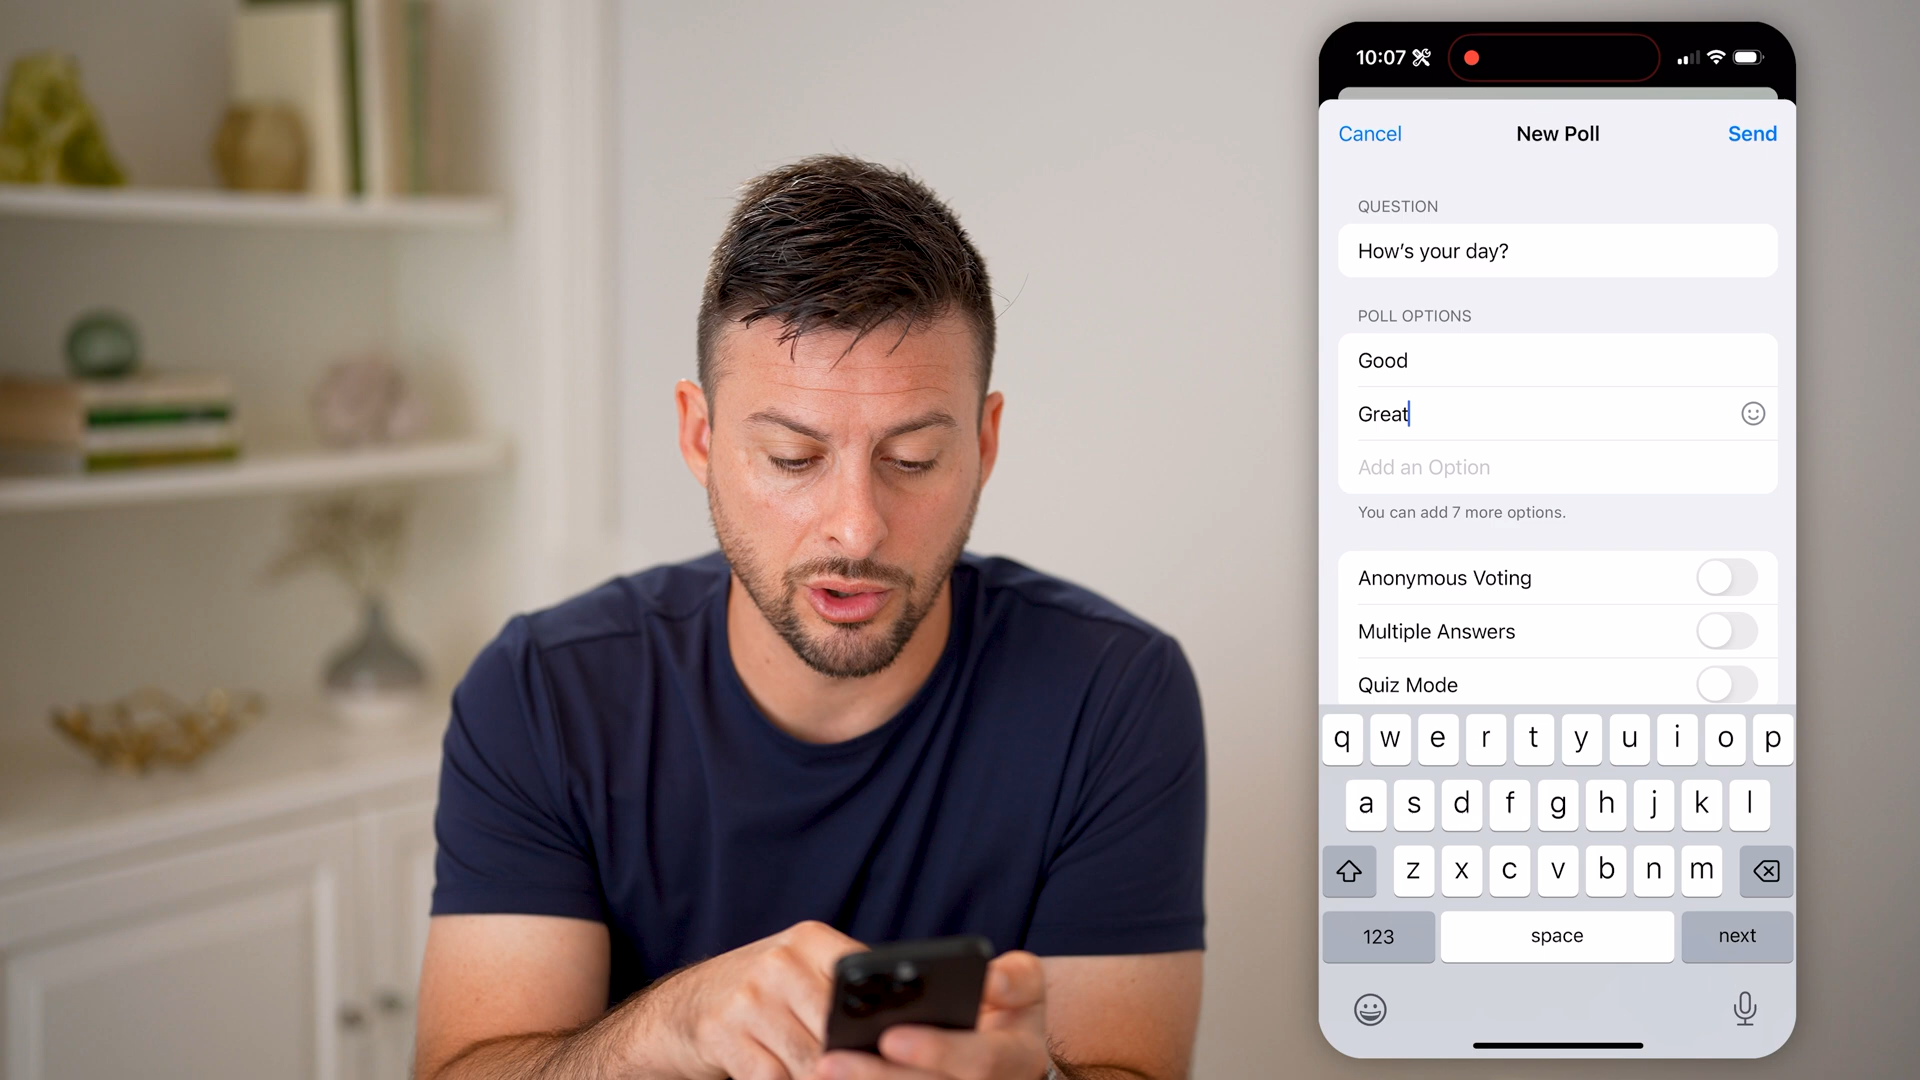 10:07
Cancel New Poll Send
QUESTION
How's your day?
POLL OPTIONS
Good
Great
Add an Option
You can add 7 more options.
Anonymous Voting
Multiple Answers
Quiz Mode
q w e r t y u i o p
a s d f g h j k l
z x c v b n m
123 space next